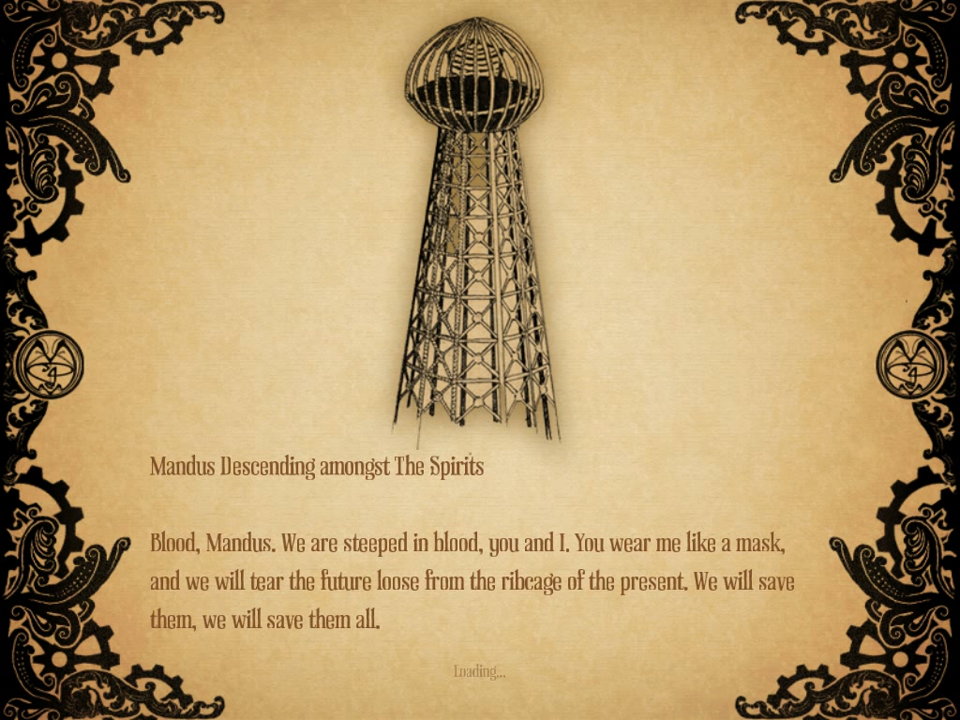 Mandus Descending amongst The Spirits
Blood, Mandus. We are steeped in blood, you and I. You wear me like a mask,
and we will tear the future loose from the ribcage of the present. We will save
them, we will save them all.
Loading...